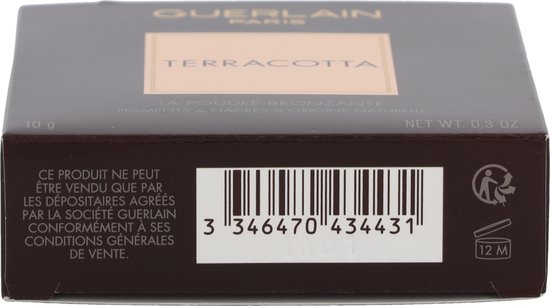 GUERLAIN
PARIS
TERRACOTTA
LA POUDRE BRONZANTE
PIGMENTS & NACRES D'ORIGINE NATURELLE
10 g NET WT. 0.3 OZ.
CE PRODUIT NE PEUT
ÊTRE VENDU QUE PAR
LES DÉPOSITAIRES AGRÉÉS
PAR LA SOCIÉTÉ GUERLAIN
CONFORMÉMENT À SES
CONDITIONS GÉNÉRALES
DE VENTE.
3 346470 434431
12 M